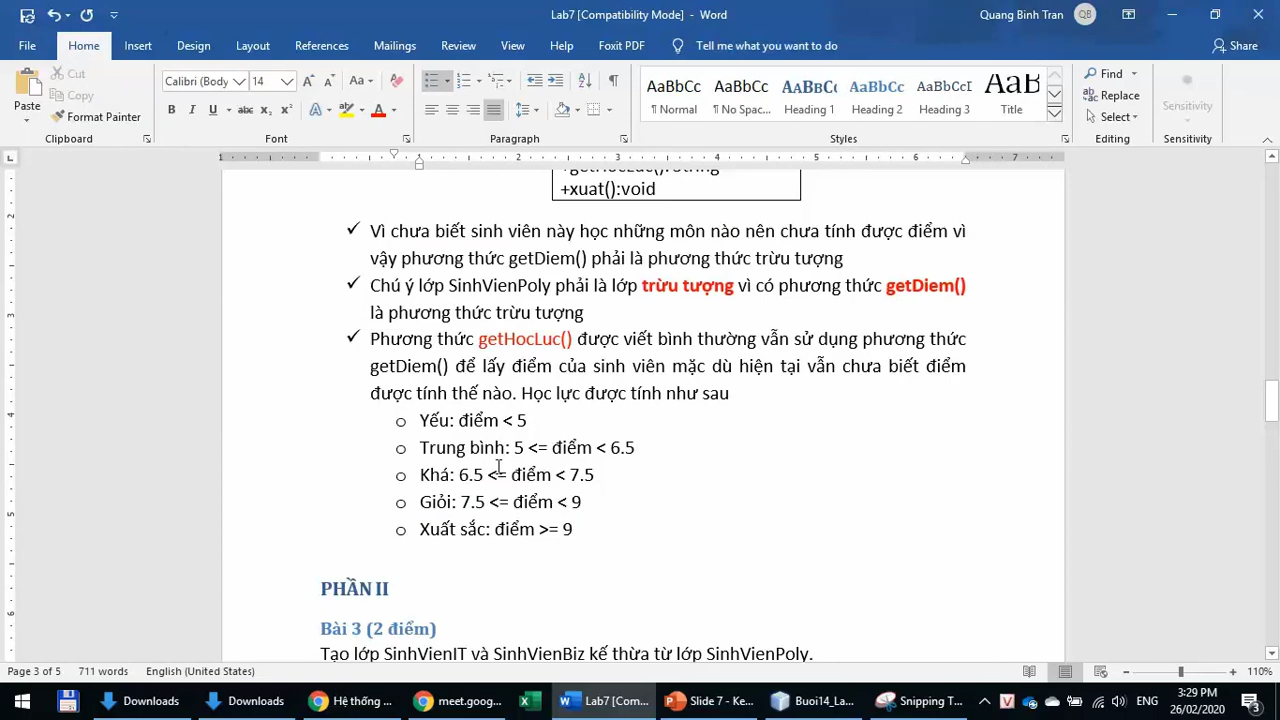 Lab7 [Compatibility Mode] - Word
Quang Binh Tran
QB
File Home Insert Design Layout References Mailings Review View Help Foxit PDF Tell me what you want to do Share
Paste
Cut
Copy
Format Painter
Clipboard
Calibri (Body 14
Font
Paragraph
AaBbCc AaBbCc AaBbCc AaBbCc AaBbCcI AaB
¶ Normal ¶ No Spac... Heading 1 Heading 2 Heading 3 Title
Styles
Find
Replace
Select
Editing
Sensitivity
Sensitivity
+getHocLuc():String
+xuat():void
Vì chưa biết sinh viên này học những môn nào nên chưa tính được điểm vì
vậy phương thức getDiem() phải là phương thức trừu tượng
Chú ý lớp SinhVienPoly phải là lớp trừu tượng vì có phương thức getDiem()
là phương thức trừu tượng
Phương thức getHocLuc() được viết bình thường vẫn sử dụng phương thức
getDiem() để lấy điểm của sinh viên mặc dù hiện tại vẫn chưa biết điểm
được tính thế nào. Học lực được tính như sau
o Yếu: điểm < 5
o Trung bình: 5 <= điểm < 6.5
o Khá: 6.5 <= điểm < 7.5
o Giỏi: 7.5 <= điểm < 9
o Xuất sắc: điểm >= 9
PHẦN II
Bài 3 (2 điểm)
Tạo lớp SinhVienIT và SinhVienBiz kế thừa từ lớp SinhVienPoly.
Page 3 of 5 711 words English (United States) 110%
Downloads Downloads Hệ thống ... meet.goog... Lab7 [Com... Slide 7 - Ke... Buoi14_La... Snipping T... ENG
3:29 PM
26/02/2020